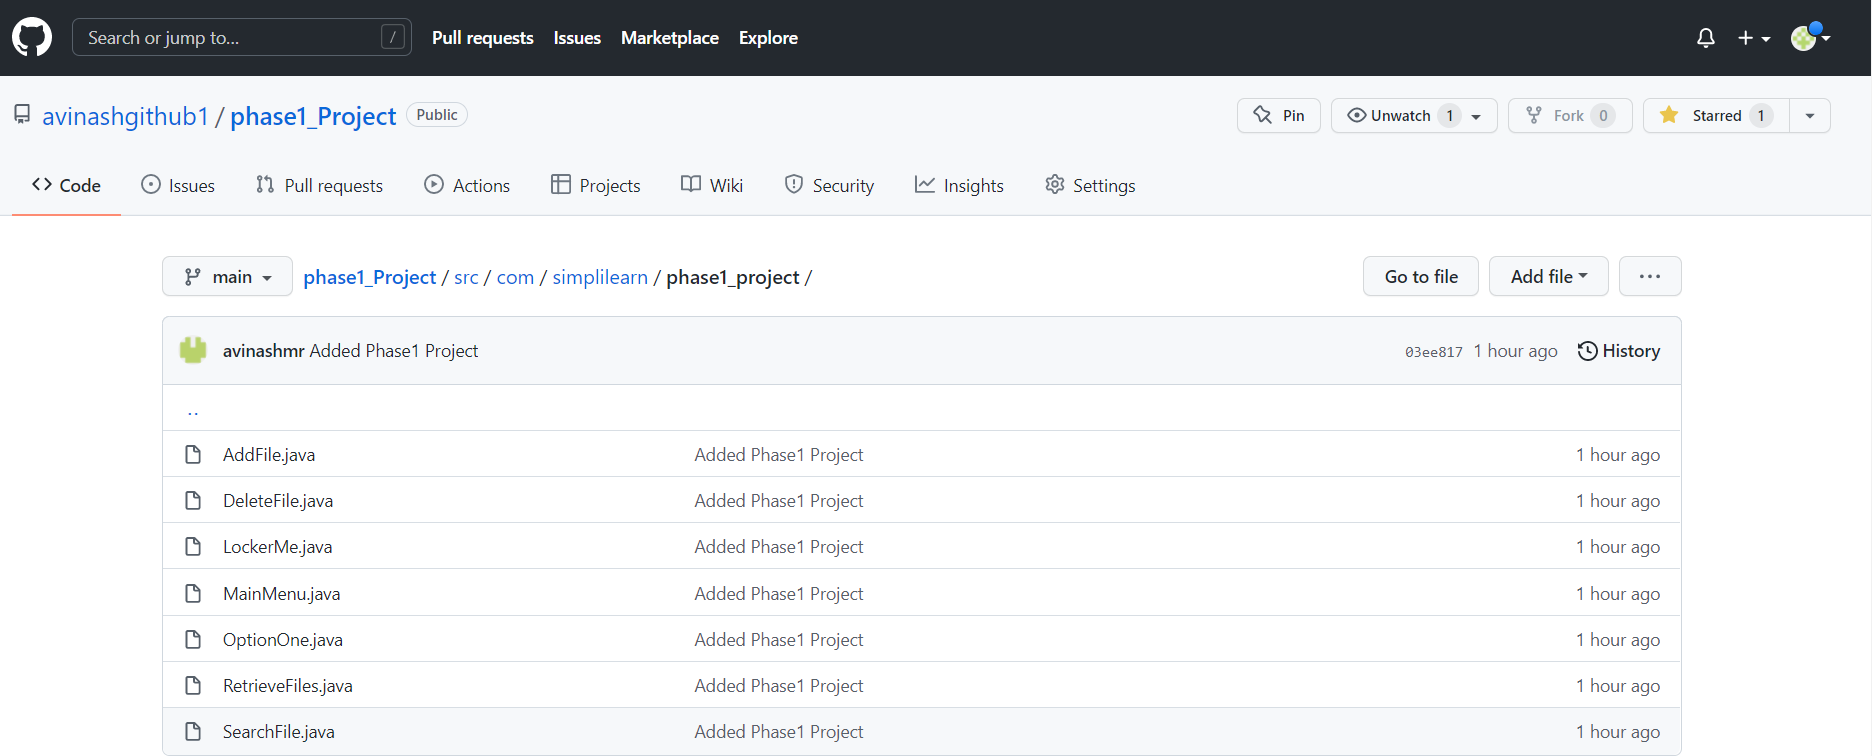 Search or jump to... / Pull requests Issues Marketplace Explore
avinashgithub1 / phase1_Project Public Pin Unwatch 1 Fork 0 Starred 1
Code Issues Pull requests Actions Projects Wiki Security Insights Settings
main phase1_Project / src / com / simplilearn / phase1_project / Go to file Add file ...
avinashmr Added Phase1 Project 03ee817 1 hour ago History
..
AddFile.java Added Phase1 Project 1 hour ago
DeleteFile.java Added Phase1 Project 1 hour ago
LockerMe.java Added Phase1 Project 1 hour ago
MainMenu.java Added Phase1 Project 1 hour ago
OptionOne.java Added Phase1 Project 1 hour ago
RetrieveFiles.java Added Phase1 Project 1 hour ago
SearchFile.java Added Phase1 Project 1 hour ago